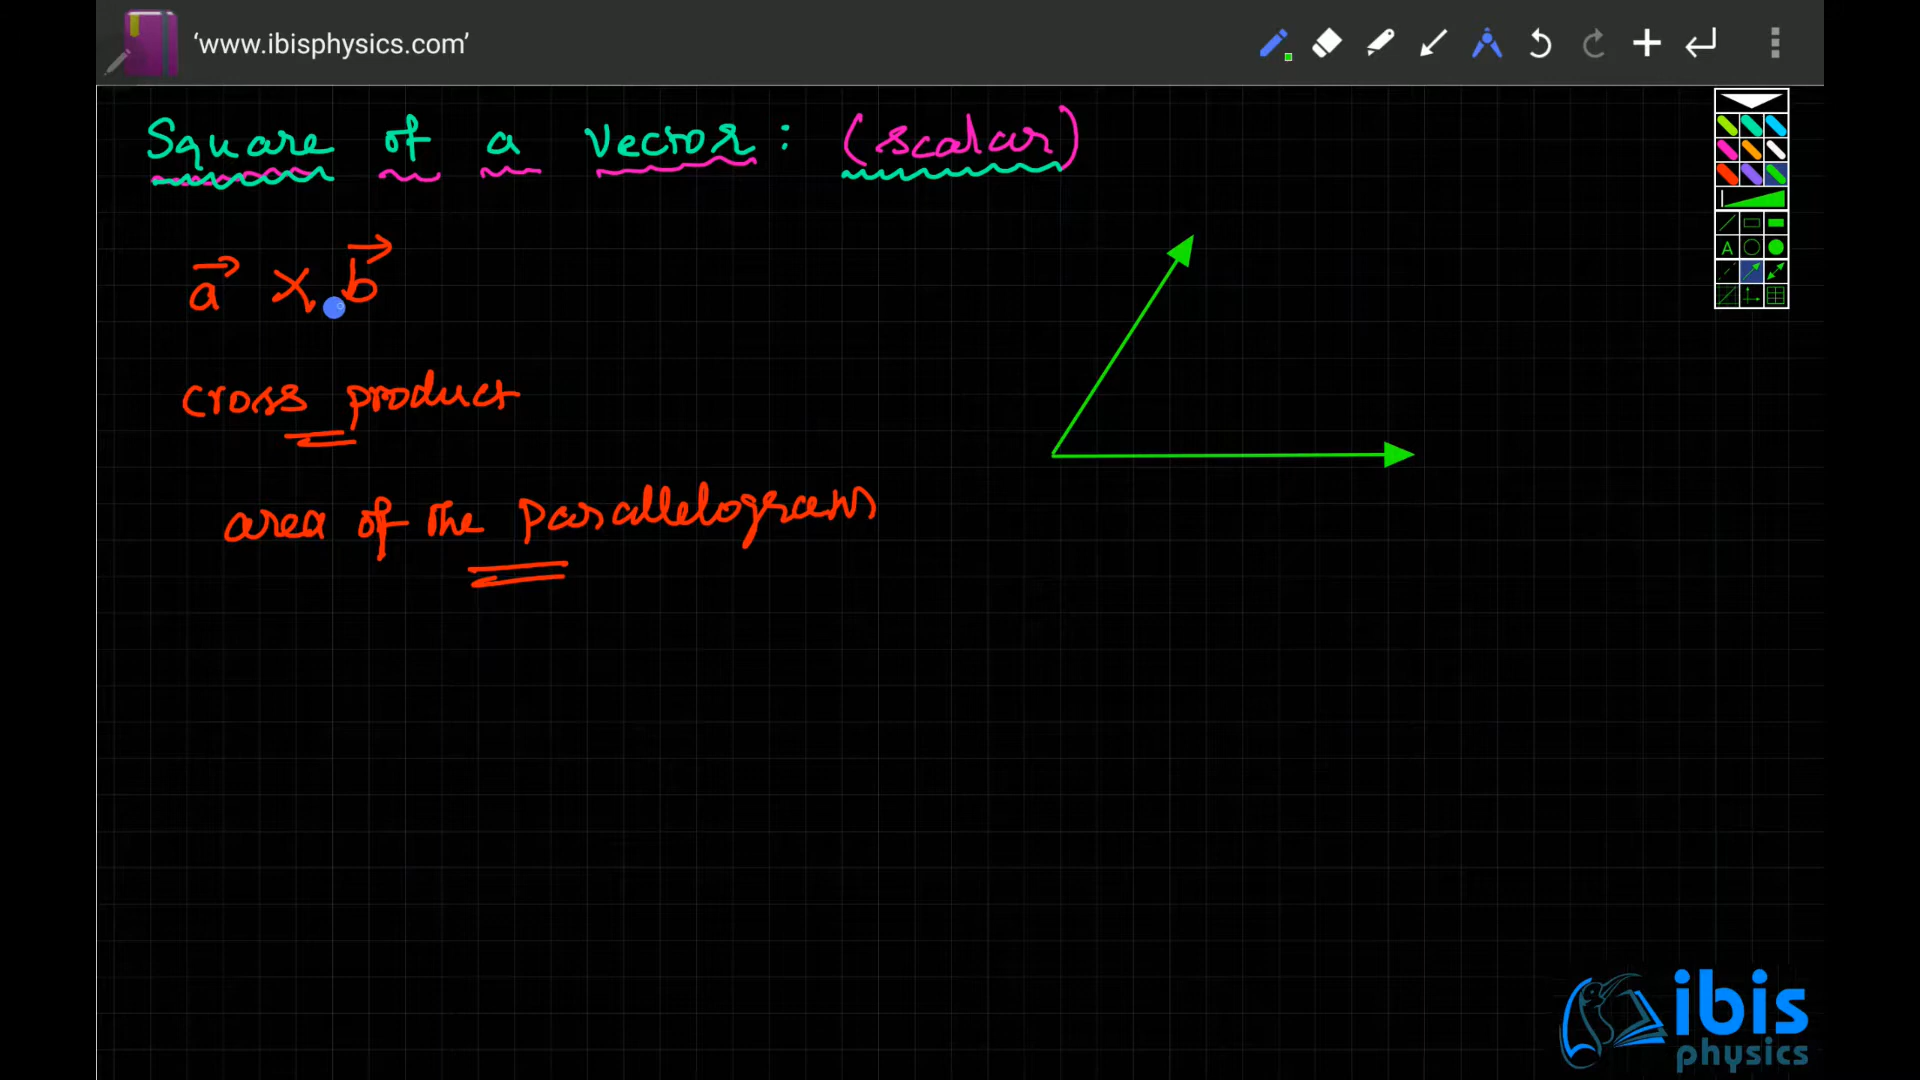 ‘www.ibisphysics.com’
Square of a vector: (scalar)
a⃗ × b⃗
cross product
area of the parallelogram
A
ibis
physics